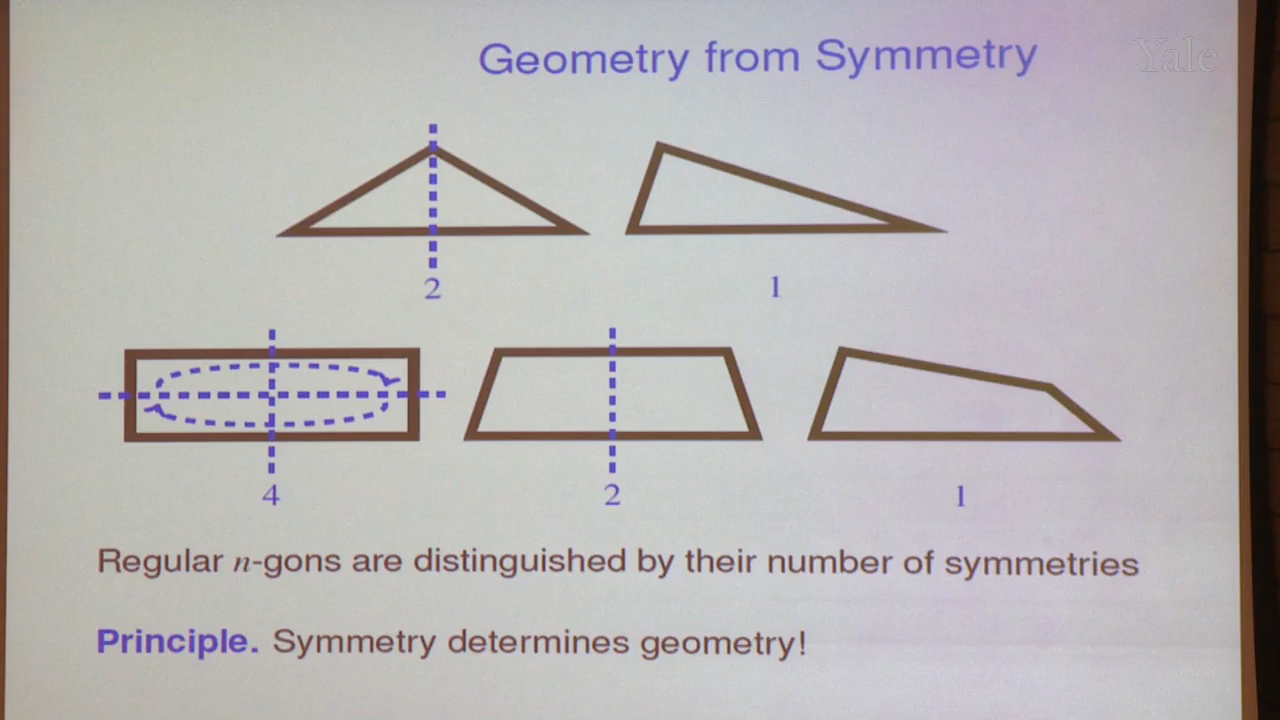 Geometry from Symmetry
Yale
2
1
4
2
1
Regular n-gons are distinguished by their number of symmetries
Principle. Symmetry determines geometry!